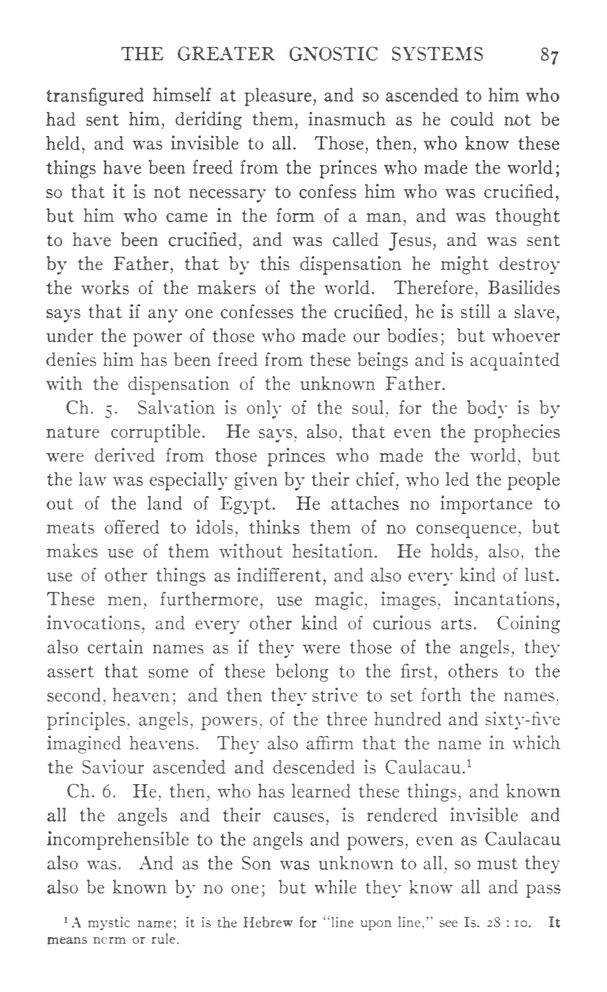 THE GREATER GNOSTIC SYSTEMS 87
transfigured himself at pleasure, and so ascended to him who
had sent him, deriding them, inasmuch as he could not be
held, and was invisible to all. Those, then, who know these
things have been freed from the princes who made the world;
so that it is not necessary to confess him who was crucified,
but him who came in the form of a man, and was thought
to have been crucified, and was called Jesus, and was sent
by the Father, that by this dispensation he might destroy
the works of the makers of the world. Therefore, Basilides
says that if any one confesses the crucified, he is still a slave,
under the power of those who made our bodies; but whoever
denies him has been freed from these beings and is acquainted
with the dispensation of the unknown Father.
Ch. 5. Salvation is only of the soul, for the body is by
nature corruptible. He says, also, that even the prophecies
were derived from those princes who made the world, but
the law was especially given by their chief, who led the people
out of the land of Egypt. He attaches no importance to
meats offered to idols, thinks them of no consequence, but
makes use of them without hesitation. He holds, also, the
use of other things as indifferent, and also every kind of lust.
These men, furthermore, use magic, images, incantations,
invocations, and every other kind of curious arts. Coining
also certain names as if they were those of the angels, they
assert that some of these belong to the first, others to the
second, heaven; and then they strive to set forth the names,
principles, angels, powers, of the three hundred and sixty-five
imagined heavens. They also affirm that the name in which
the Saviour ascended and descended is Caulacau.¹
Ch. 6. He, then, who has learned these things, and known
all the angels and their causes, is rendered invisible and
incomprehensible to the angels and powers, even as Caulacau
also was. And as the Son was unknown to all, so must they
also be known by no one; but while they know all and pass
¹ A mystic name; it is the Hebrew for "line upon line," see Is. 28 : 10. It
means norm or rule.